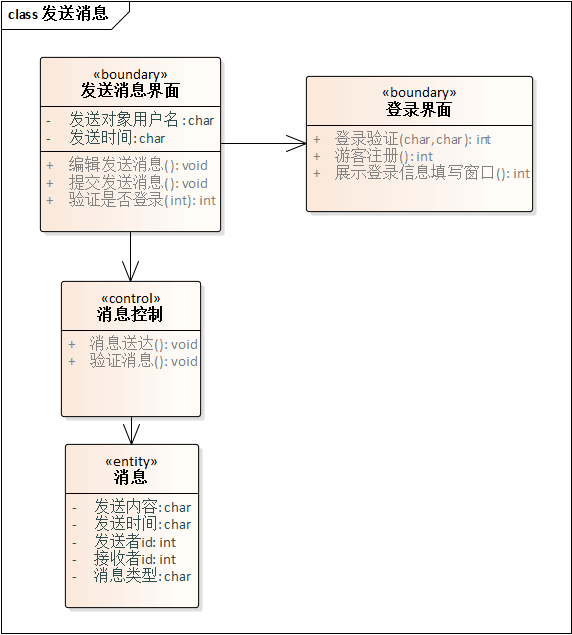 class 发送消息
«boundary»
发送消息界面
- 发送对象用户名: char
- 发送时间: char
+ 编辑发送消息(): void
+ 提交发送消息(): void
+ 验证是否登录(int): int
«boundary»
登录界面
+ 登录验证(char,char): int
+ 游客注册(): int
+ 展示登录信息填写窗口(): int
«control»
消息控制
+ 消息送达(): void
+ 验证消息(): void
«entity»
消息
- 发送内容: char
- 发送时间: char
- 发送者id: int
- 接收者id: int
- 消息类型: char